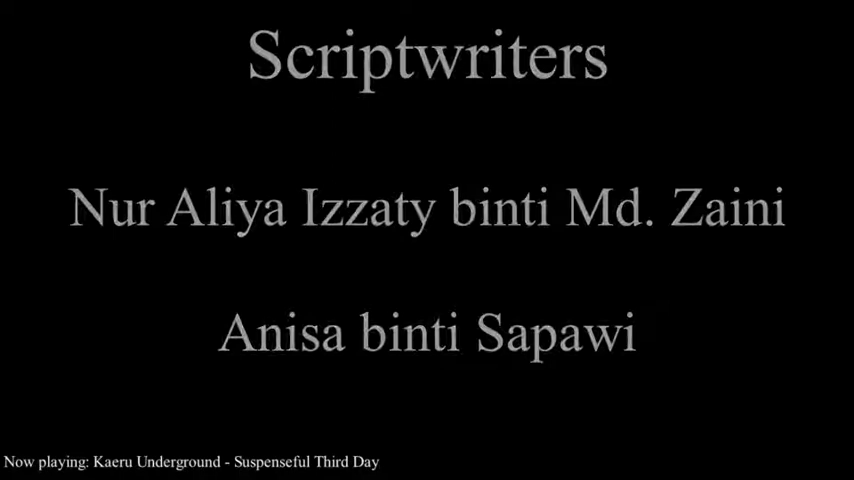 Scriptwriters
Nur Aliya Izzaty binti Md. Zaini
Anisa binti Sapawi
Now playing: Kaeru Underground - Suspenseful Third Day